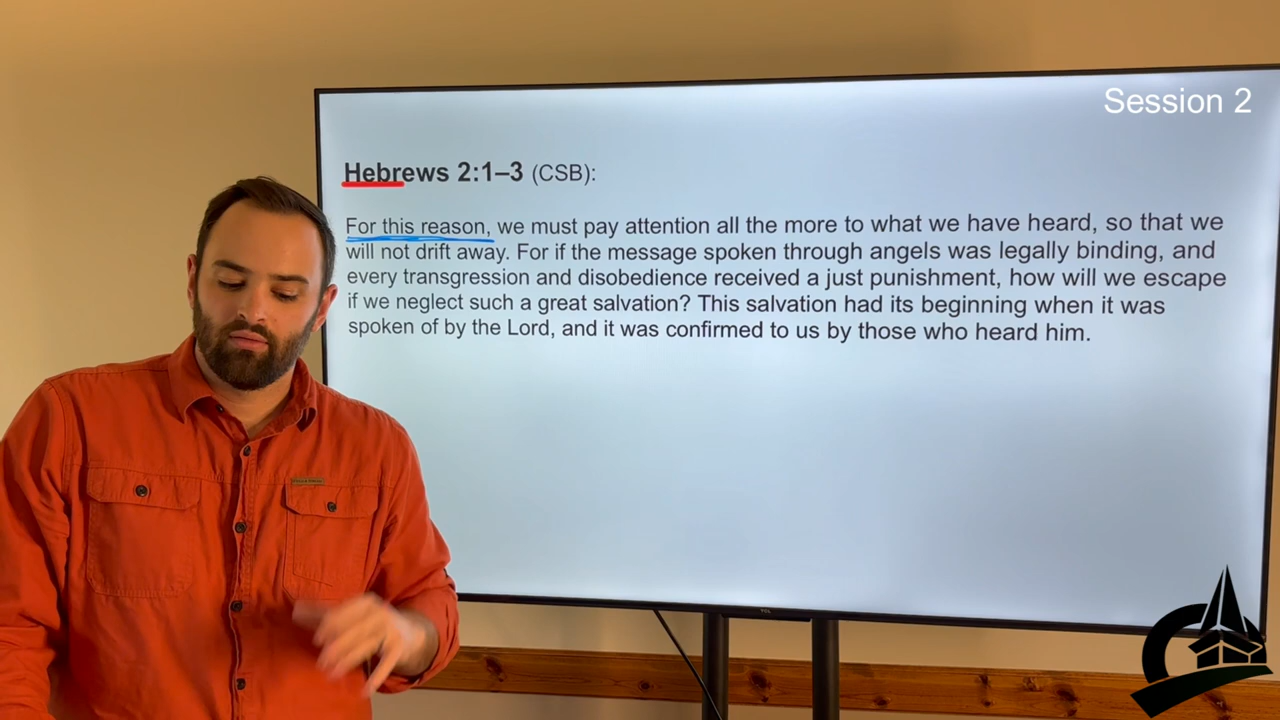 Session 2
Hebrews 2:1–3 (CSB):
For this reason, we must pay attention all the more to what we have heard, so that we
will not drift away. For if the message spoken through angels was legally binding, and
every transgression and disobedience received a just punishment, how will we escape
if we neglect such a great salvation? This salvation had its beginning when it was
spoken of by the Lord, and it was confirmed to us by those who heard him.
TCL